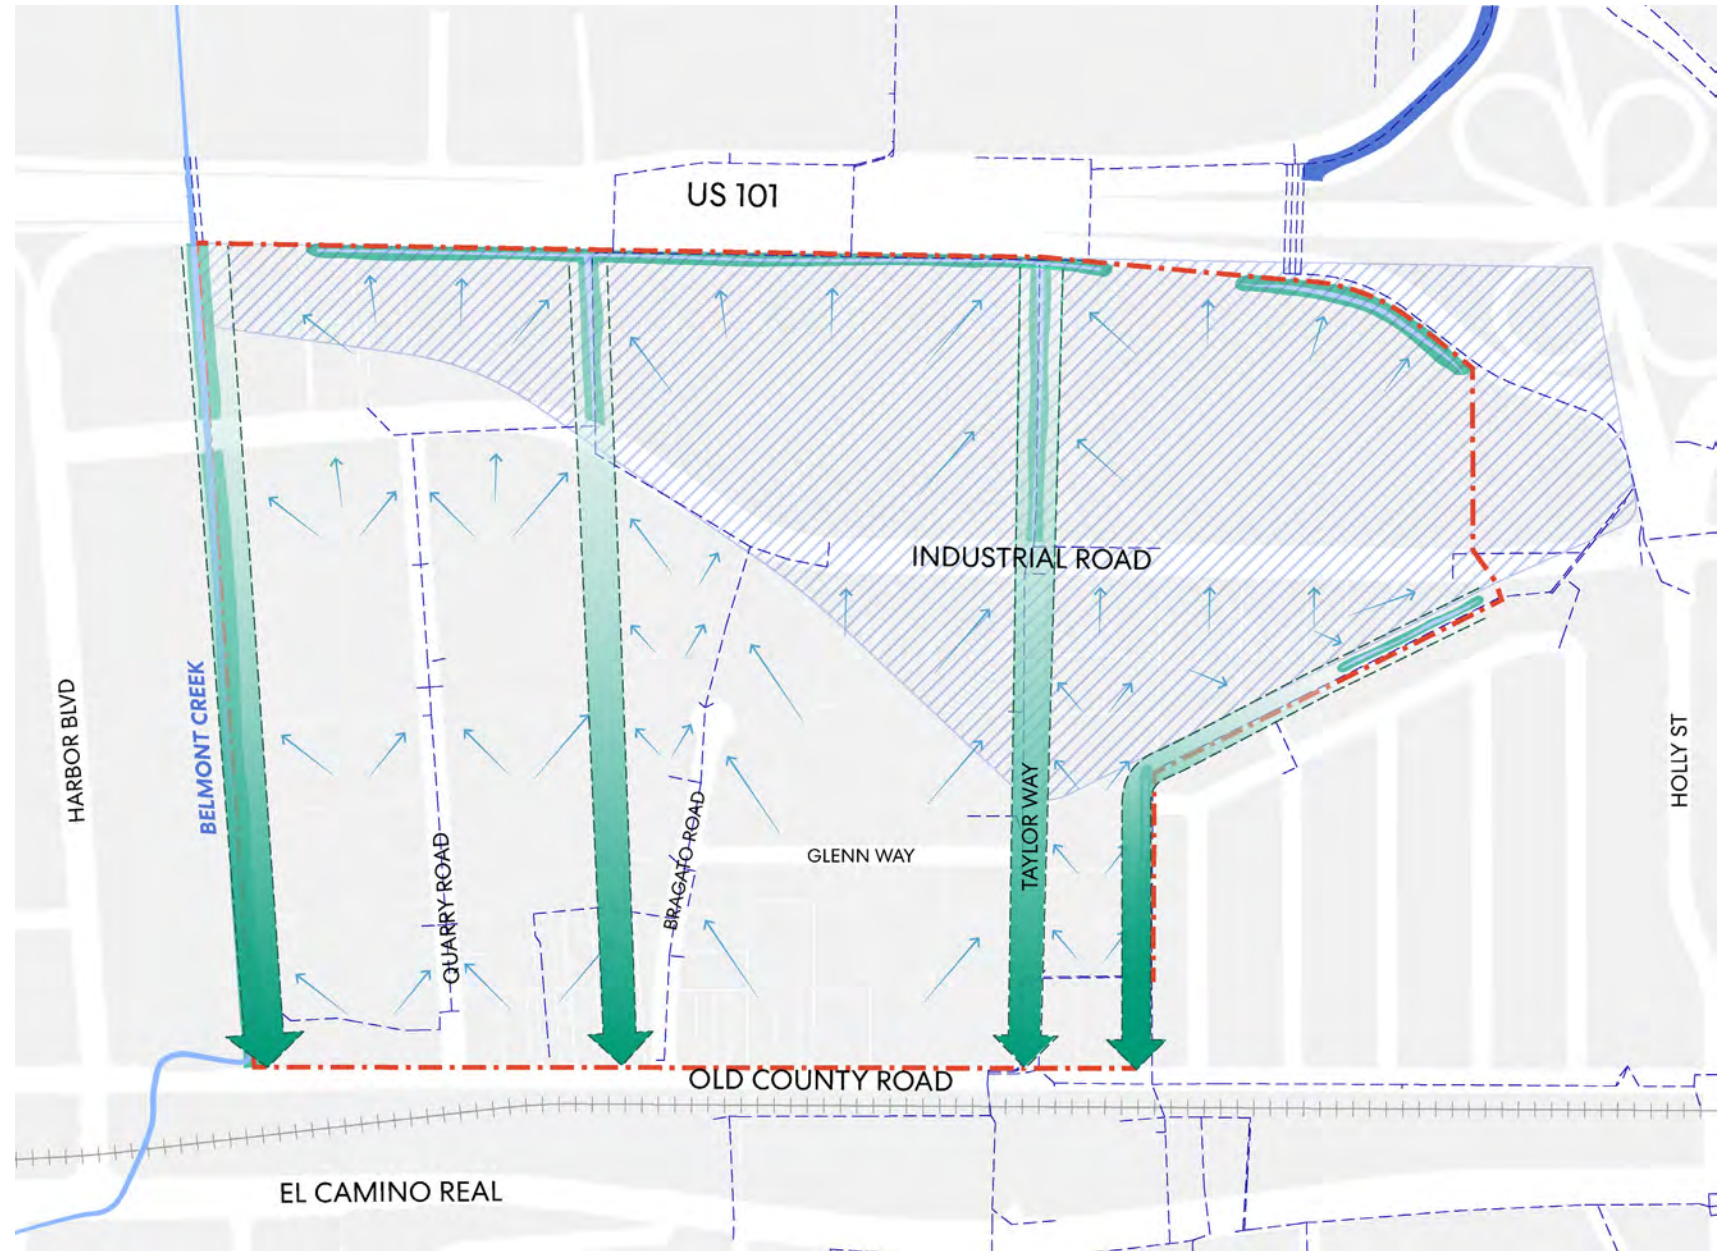 US 101
INDUSTRIAL ROAD
HARBOR BLVD
BELMONT CREEK
QUARRY ROAD
BRAGATO ROAD
GLENN WAY
TAYLOR WAY
HOLLY ST
OLD COUNTY ROAD
EL CAMINO REAL